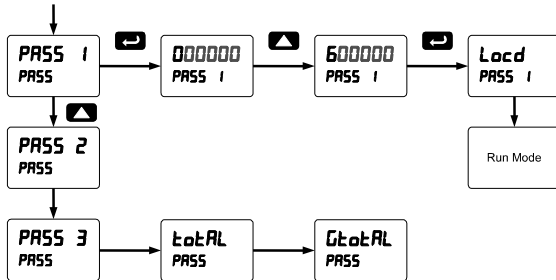 PASS 1
PASS
000000
PASS 1
600000
PASS 1
Locd
PASS 1
Run Mode
PASS 2
PASS
PASS 3
PASS
totAL
PASS
GtotAL
PASS